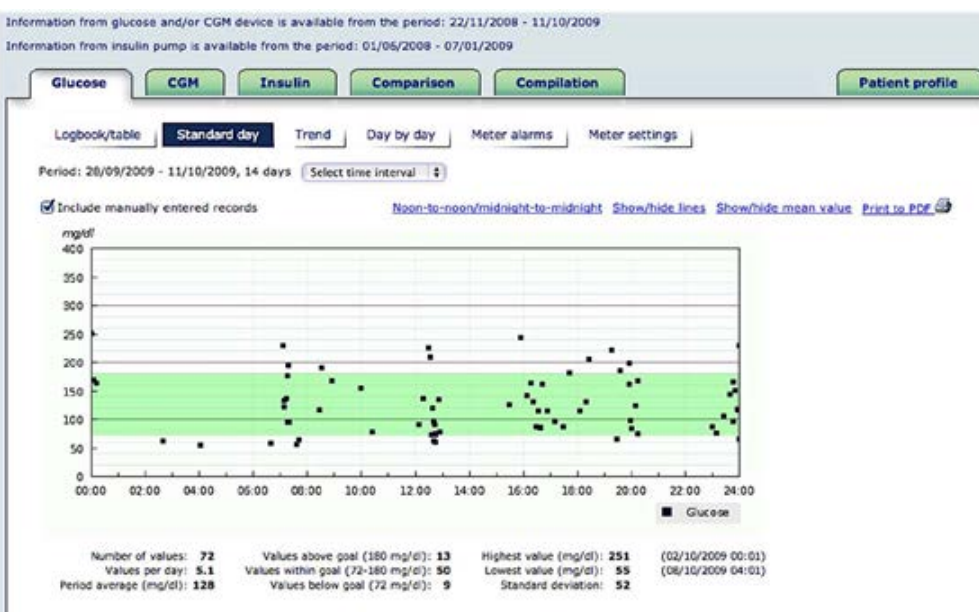 Information from glucose and/or CGM device is available from the period: 22/11/2008 - 11/10/2009
Information from insulin pump is available from the period: 01/06/2008 - 07/01/2009
Glucose CGM Insulin Comparison Compilation Patient profile
Logbook/table Standard day Trend Day by day Meter alarms Meter settings
Period: 28/09/2009 - 11/10/2009, 14 days Select time interval
Include manually entered records Noon-to-noon/midnight-to-midnight Show/hide lines Show/hide mean value Print to PDF
mg/dl
400
350
300
250
200
150
100
50
0
00:00 02:00 04:00 06:00 08:00 10:00 12:00 14:00 16:00 18:00 20:00 22:00 24:00
Glucose
Number of values: 72 Values above goal (180 mg/dl): 13 Highest value (mg/dl): 251 (02/10/2009 00:01)
Values per day: 5.1 Values within goal (72-180 mg/dl): 50 Lowest value (mg/dl): 55 (08/10/2009 04:01)
Period average (mg/dl): 128 Values below goal (72 mg/dl): 9 Standard deviation: 52